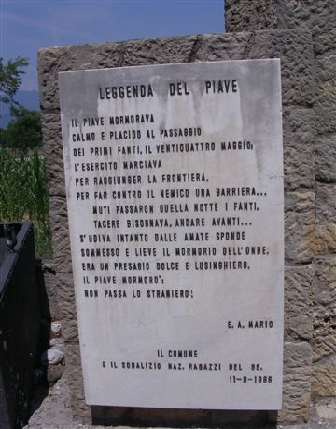 LEGGENDA DEL PIAVE
IL PIAVE MORMORAVA
CALMO E PLACIDO AL PASSAGGIO
DEI PRIMI FANTI, IL VENTIQUATTRO MAGGIO;
L'ESERCITO MARCIAVA
PER RAGGIUNGER LA FRONTIERA,
PER FAR CONTRO IL NEMICO UNA BARRIERA...
MUTI PASSARON QUELLA NOTTE I FANTI,
TACERE BISOGNAVA, ANDARE AVANTI...
S'UDIVA INTANTO DALLE AMATE SPONDE
SOMMESSO E LIEVE IL MORMORIO DELL'ONDE,
ERA UN PRESAGIO DOLCE E LUSINGHIERO,
IL PIAVE MORMORÒ:
NON PASSA LO STRANIERO!
E. A. MARIO
IL COMUNE
E IL SODALIZIO NAZ. RAGAZZI DEL 99.